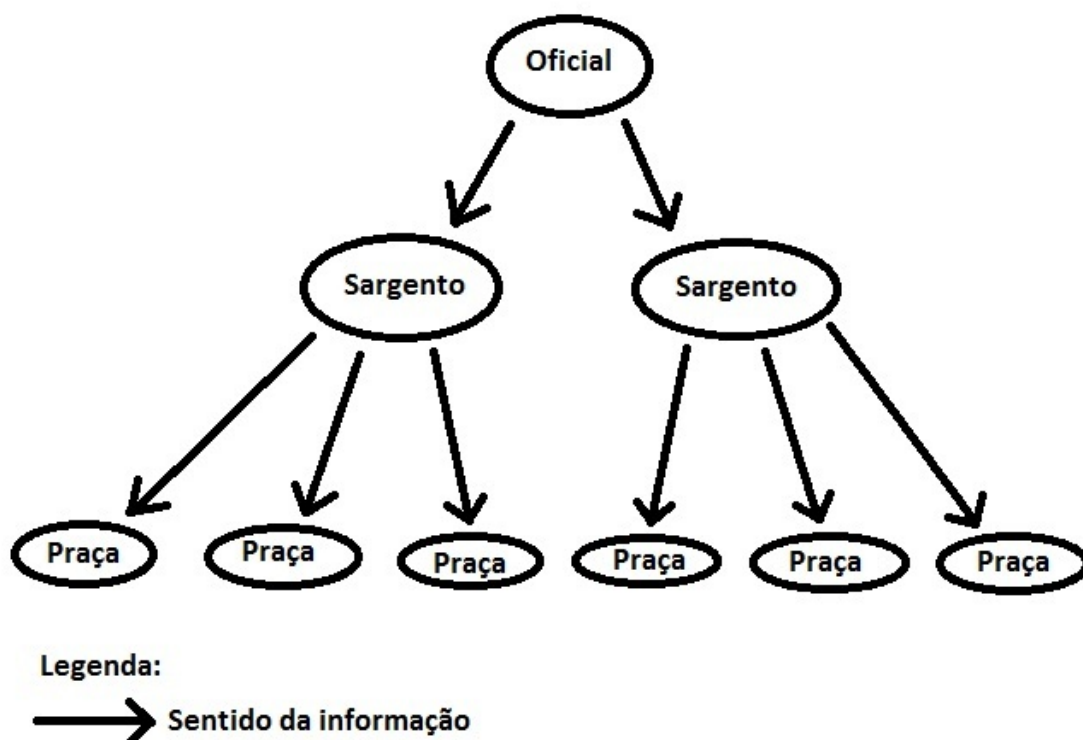 Oficial
Sargento
Sargento
Praça
Praça
Praça
Praça
Praça
Praça
Legenda:
Sentido da informação